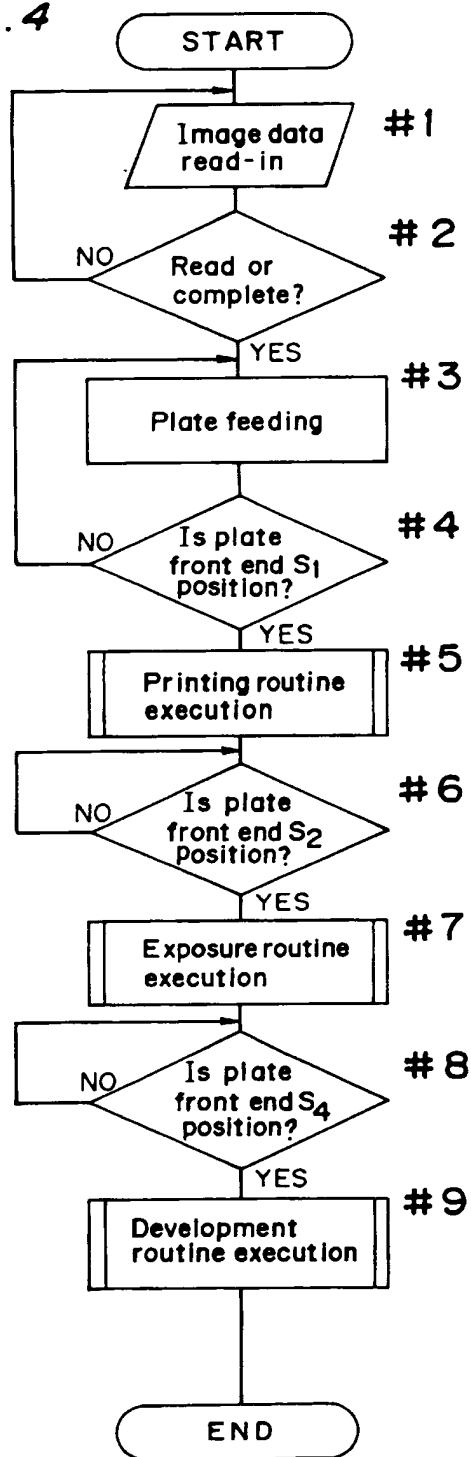 . 4
START
Image data
read-in
#1
#2
NO
Read or
complete?
YES
#3
Plate feeding
#4
NO
Is plate
front end S1
position?
YES
#5
Printing routine
execution
#6
NO
Is plate
front end S2
Position?
YES
#7
Exposure routine
execution
#8
NO
Is plate
front end S4
position?
YES
#9
Development
routine execution
END